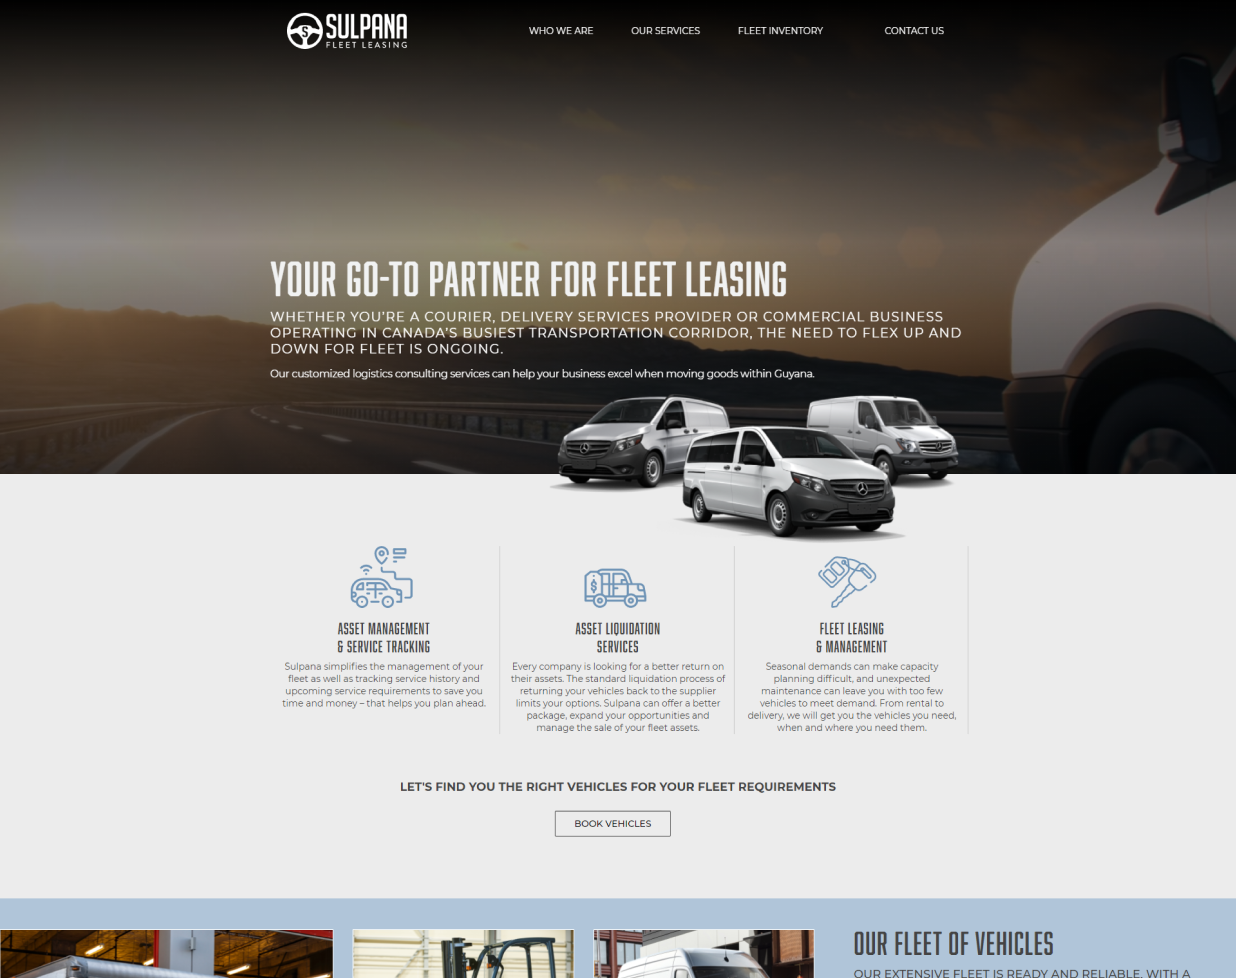 SULPANA
FLEET LEASING
WHO WE ARE
OUR SERVICES
FLEET INVENTORY
CONTACT US
YOUR GO-TO PARTNER FOR FLEET LEASING
WHETHER YOU'RE A COURIER, DELIVERY SERVICES PROVIDER OR COMMERCIAL BUSINESS
OPERATING IN CANADA'S BUSIEST TRANSPORTATION CORRIDOR, THE NEED TO FLEX UP AND
DOWN FOR FLEET IS ONGOING.
Our customized logistics consulting services can help your business excel when moving goods within Guyana.
ASSET MANAGEMENT
& SERVICE TRACKING
Sulpana simplifies the management of your
fleet as well as tracking service history and
upcoming service requirements to save you
time and money – that helps you plan ahead.
ASSET LIQUIDATION
SERVICES
Every company is looking for a better return on
their assets. The standard liquidation process of
returning your vehicles back to the supplier
limits your options. Sulpana can offer a better
package, expand your opportunities and
manage the sale of your fleet assets.
FLEET LEASING
& MANAGEMENT
Seasonal demands can make capacity
planning difficult, and unexpected
maintenance can leave you with too few
vehicles to meet demand. From rental to
delivery, we will get you the vehicles you need,
when and where you need them.
LET'S FIND YOU THE RIGHT VEHICLES FOR YOUR FLEET REQUIREMENTS
BOOK VEHICLES
OUR FLEET OF VEHICLES
OUR EXTENSIVE FLEET IS READY AND RELIABLE. WITH A